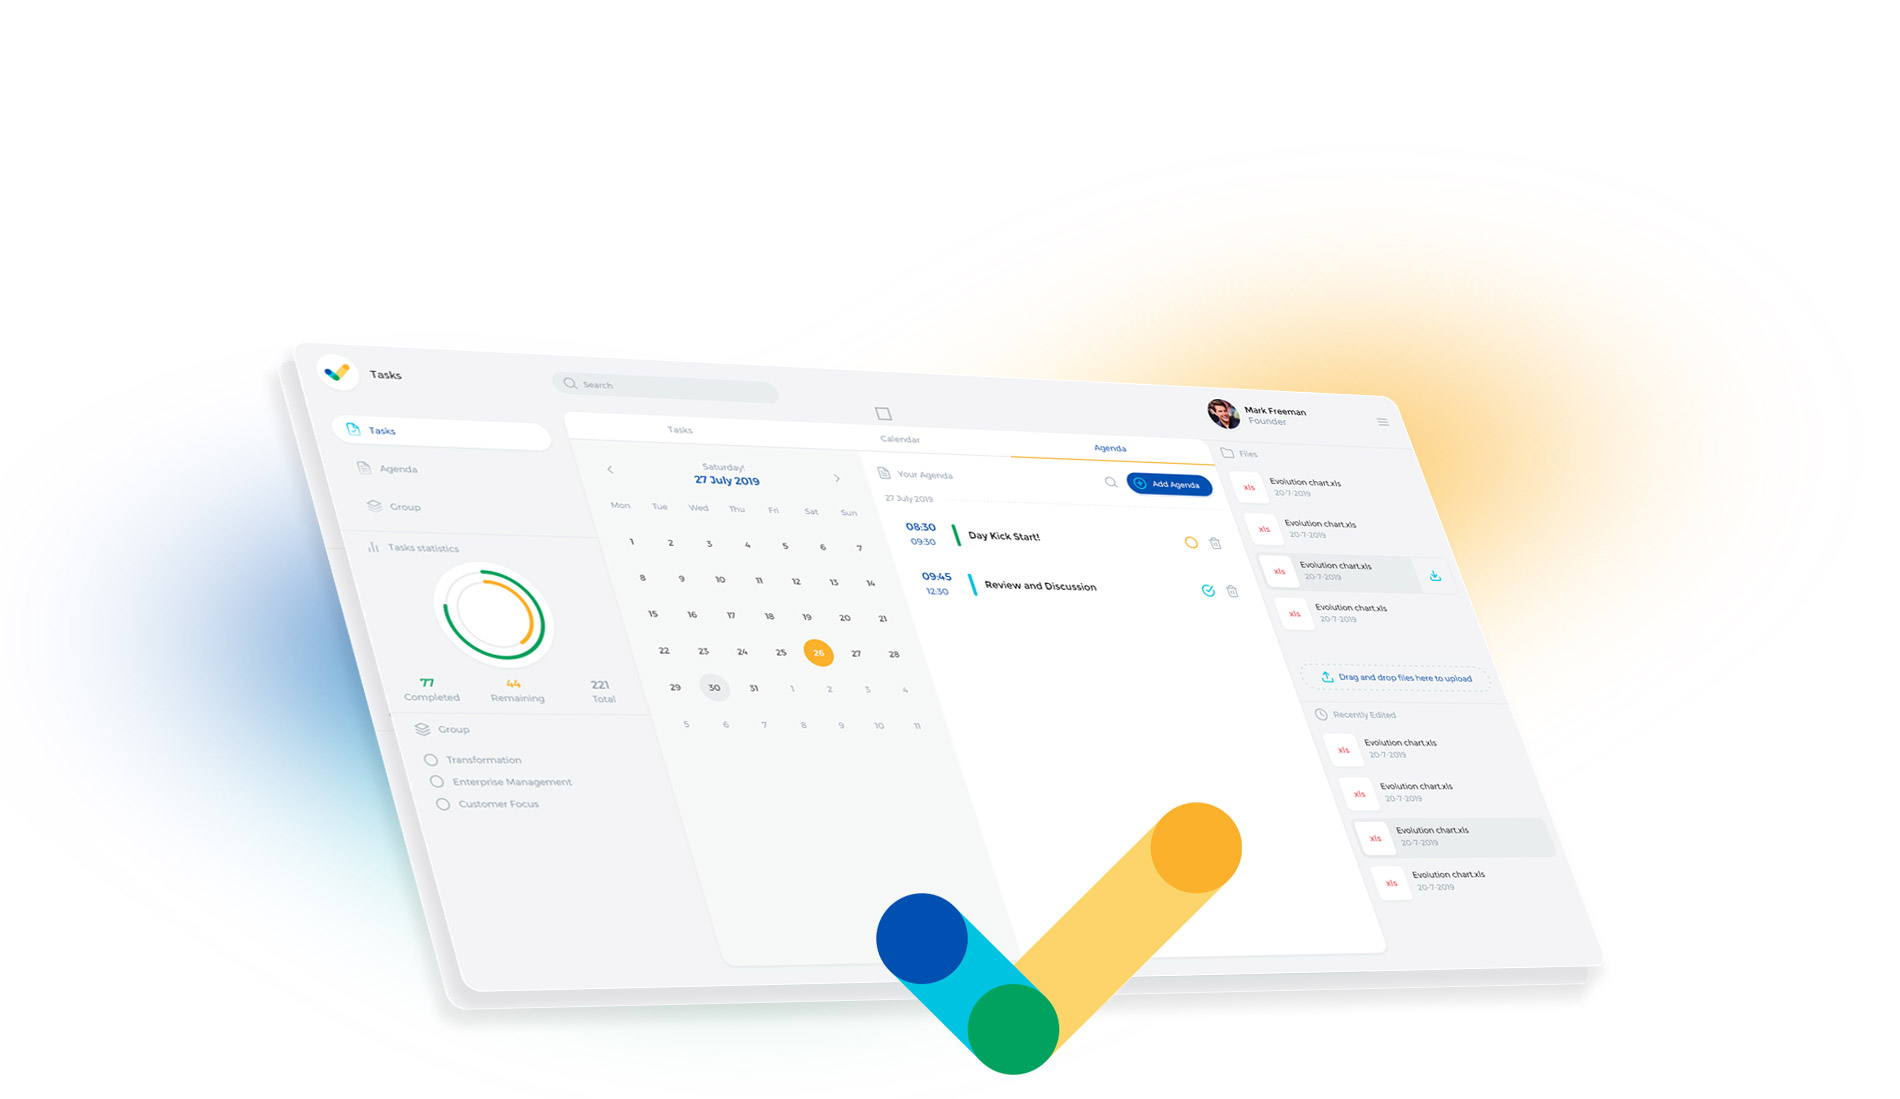 Tasks
Search
Mark Freeman
Founder
Tasks
Agenda
Group
Tasks statistics
77
Completed
44
Remaining
221
Total
Group
Transformation
Enterprise Management
Customer Focus
Tasks
Calendar
Agenda
Saturday!
27 July 2019
Mon Tue Wed Thu Fri Sat Sun
1 2 3 4 5 6 7
8 9 10 11 12 13 14
15 16 17 18 19 20 21
22 23 24 25 26 27 28
29 30 31 1 2 3 4
5 6 7 8 9 10 11
Your Agenda
Add Agenda
27 July 2019
08:30
09:30
Day Kick Start!
09:45
12:30
Review and Discussion
Files
xls
Evolution chart.xls
20-7-2019
xls
Evolution chart.xls
20-7-2019
xls
Evolution chart.xls
20-7-2019
xls
Evolution chart.xls
20-7-2019
Drag and drop files here to upload
Recently Edited
xls
Evolution chart.xls
20-7-2019
xls
Evolution chart.xls
20-7-2019
xls
Evolution chart.xls
20-7-2019
xls
Evolution chart.xls
20-7-2019